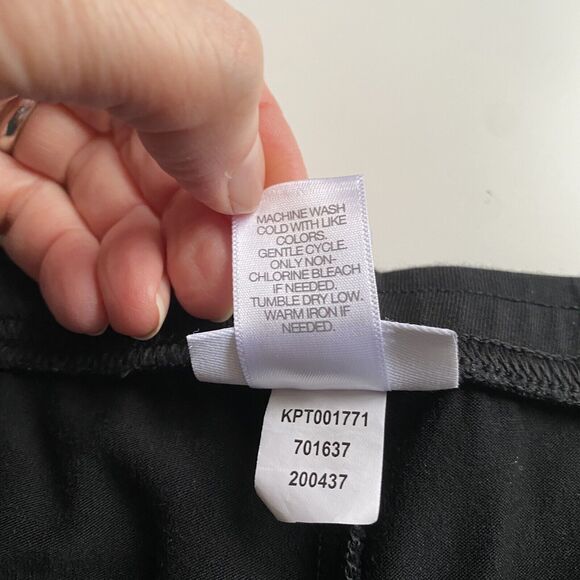 MACHINE WASH
COLD WITH LIKE
COLORS.
GENTLE CYCLE.
ONLY NON-
CHLORINE BLEACH
IF NEEDED.
TUMBLE DRY LOW.
WARM IRON IF
NEEDED.
KPT001771
701637
200437